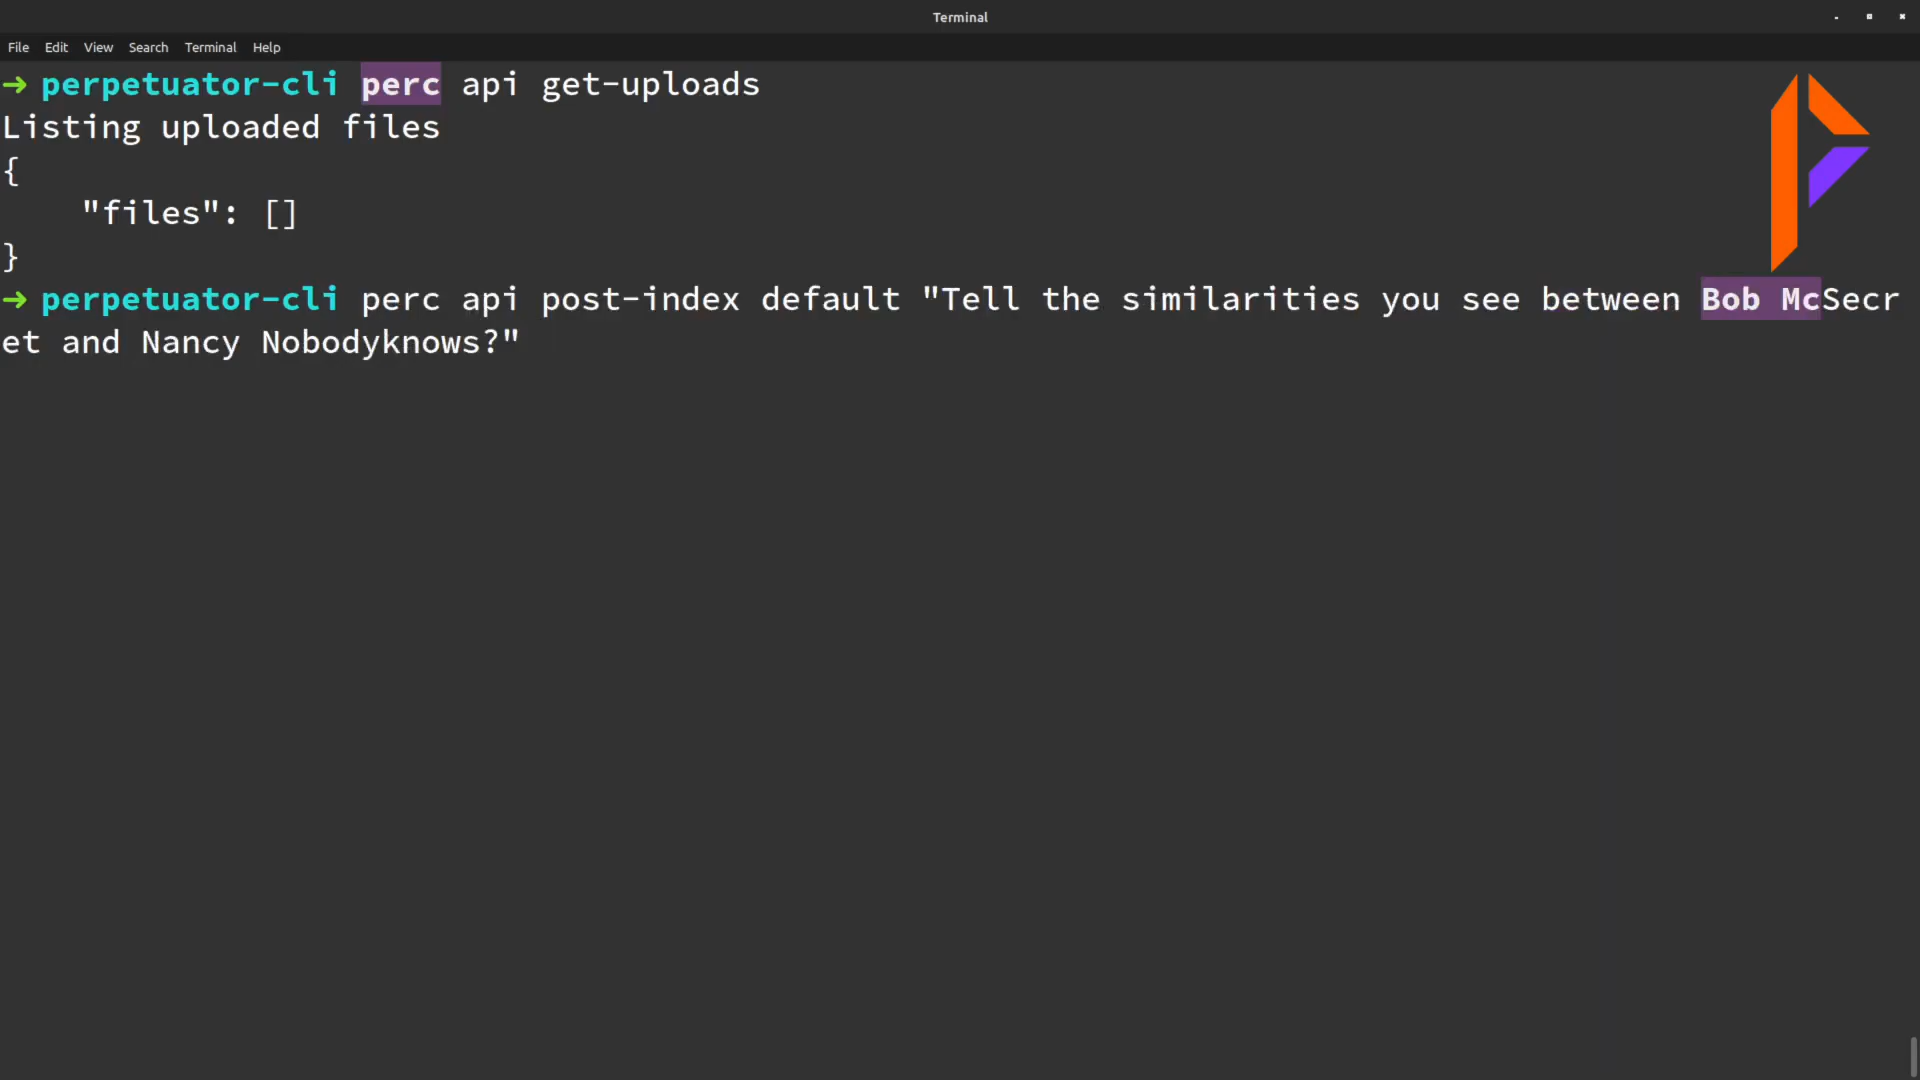 Terminal
File Edit View Search Terminal Help
➜ perpetuator-cli perc api get-uploads
Listing uploaded files
{
    "files": []
}
➜ perpetuator-cli perc api post-index default "Tell the similarities you see between Bob McSecr
et and Nancy Nobodyknows?"